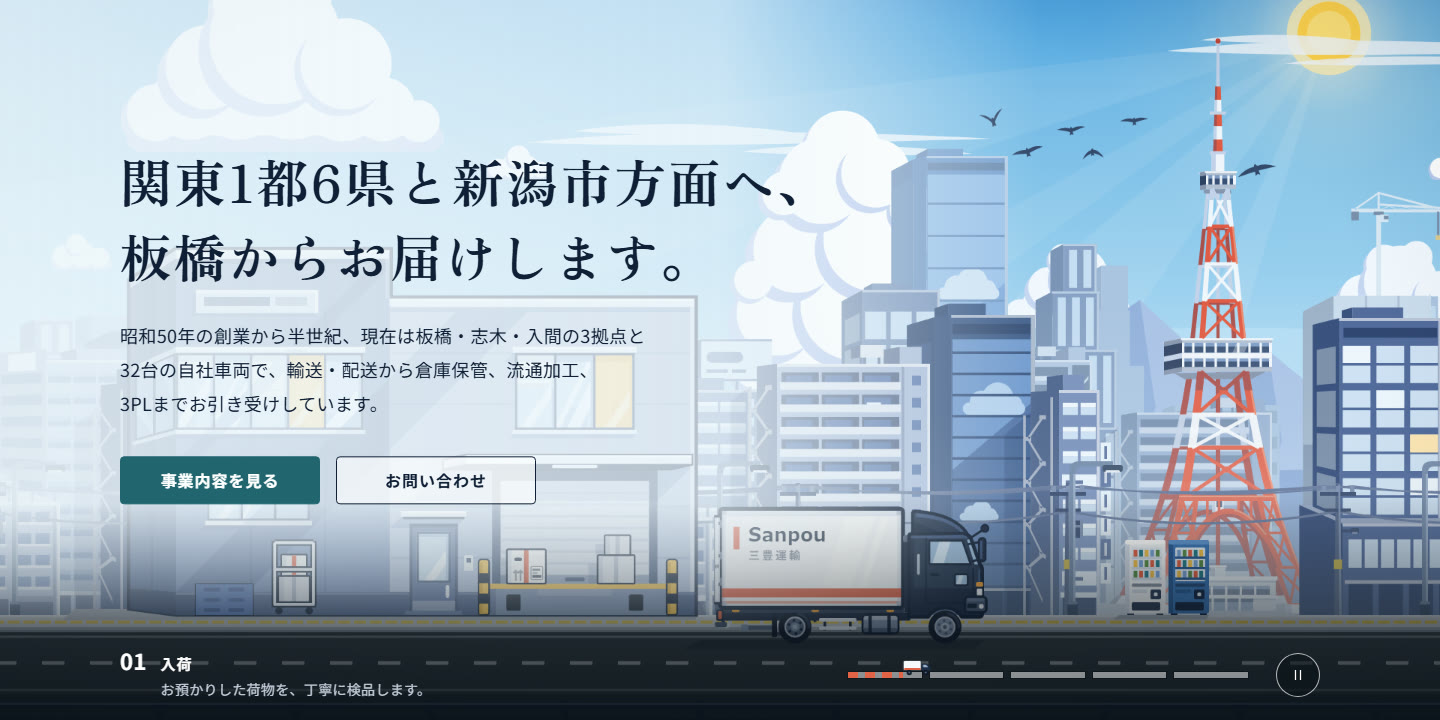 関東1都6県と新潟市方面へ、
板橋からお届けします。
昭和50年の創業から半世紀、現在は板橋・志木・入間の3拠点と
32台の自社車両で、輸送・配送から倉庫保管、流通加工、
3PLまでお引き受けしています。
事業内容を見る
お問い合わせ
Sanpou
三豊運輸
01 入荷
お預かりした荷物を、丁寧に検品します。